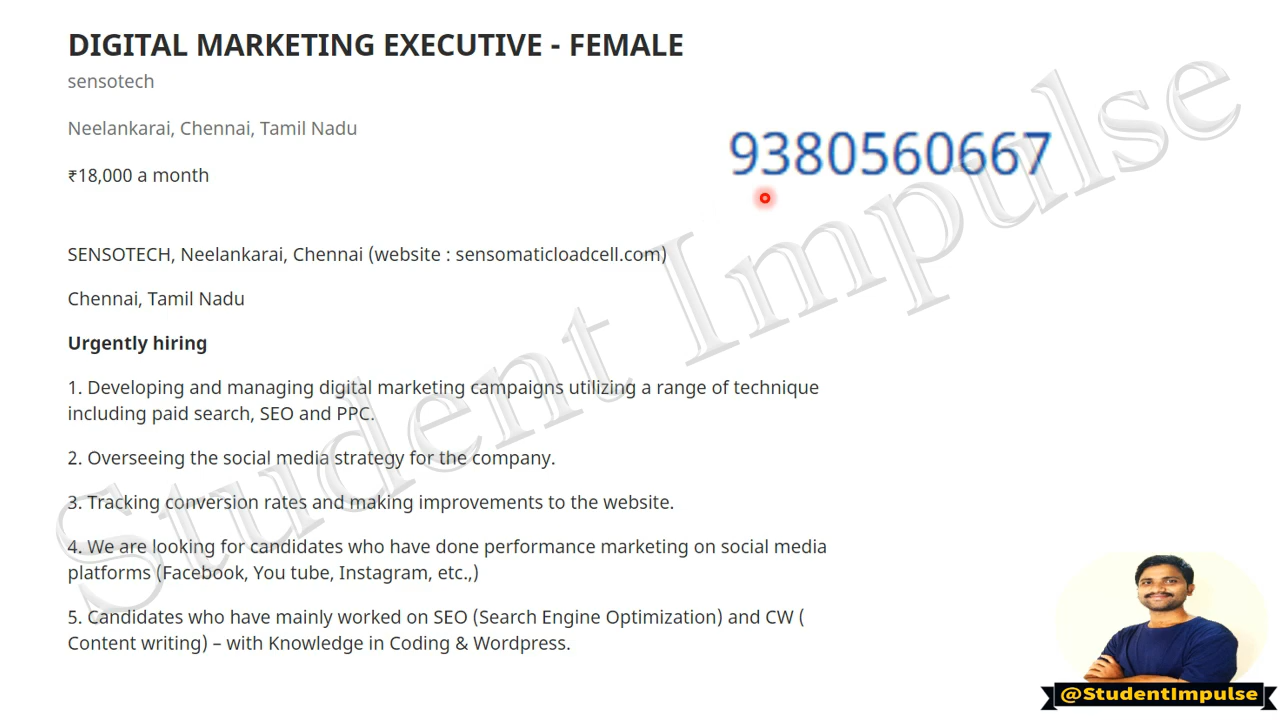 DIGITAL MARKETING EXECUTIVE - FEMALE
sensotech
Neelankarai, Chennai, Tamil Nadu
9380560667
₹18,000 a month
SENSOTECH, Neelankarai, Chennai (website : sensomaticloadcell.com)
Chennai, Tamil Nadu
Urgently hiring
1. Developing and managing digital marketing campaigns utilizing a range of technique
including paid search, SEO and PPC.
2. Overseeing the social media strategy for the company.
3. Tracking conversion rates and making improvements to the website.
4. We are looking for candidates who have done performance marketing on social media
platforms (Facebook, You tube, Instagram, etc.,)
5. Candidates who have mainly worked on SEO (Search Engine Optimization) and CW (
Content writing) – with Knowledge in Coding & Wordpress.
Student Impulse
@StudentImpulse